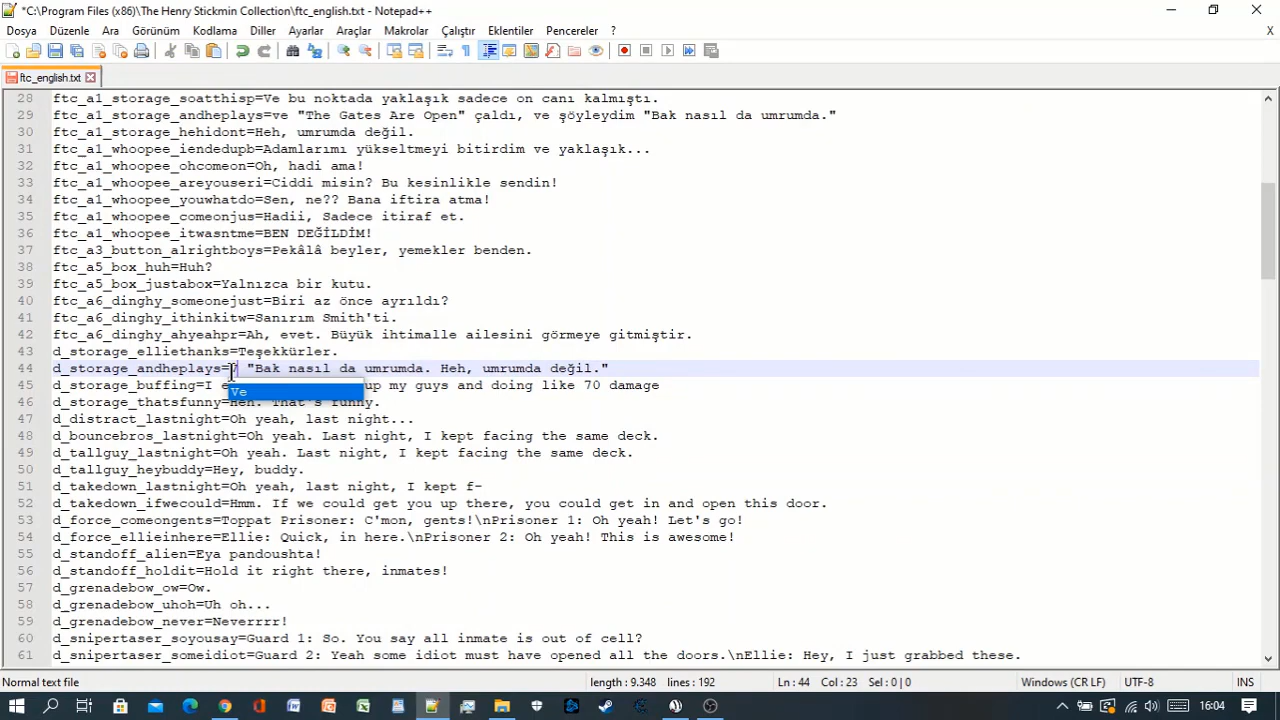 *C:\Program Files (x86)\The Henry Stickmin Collection\ftc_english.txt - Notepad++
Dosya Düzenle Ara Görünüm Kodlama Diller Ayarlar Araçlar Makrolar Çalıştır Eklentiler Pencereler ? X
ftc_english.txt
28 ftc_a1_storage_soatthisp=Ve bu noktada yaklaşık sadece on canı kalmıştı.
29 ftc_a1_storage_andheplays=ve "The Gates Are Open" çaldı, ve şöyleydim "Bak nasıl da umrumda."
30 ftc_a1_storage_hehidont=Heh, umrumda değil.
31 ftc_a1_whoopee_iendedupb=Adamlarımı yükseltmeyi bitirdim ve yaklaşık...
32 ftc_a1_whoopee_ohcomeon=Oh, hadi ama!
33 ftc_a1_whoopee_areyouseri=Ciddi misin? Bu kesinlikle sendin!
34 ftc_a1_whoopee_youwhatdo=Sen, ne?? Bana iftira atma!
35 ftc_a1_whoopee_comeonjus=Hadii, Sadece itiraf et.
36 ftc_a1_whoopee_itwasntme=BEN DEĞİLDİM!
37 ftc_a3_button_alrightboys=Pekâlâ beyler, yemekler benden.
38 ftc_a5_box_huh=Huh?
39 ftc_a5_box_justabox=Yalnızca bir kutu.
40 ftc_a6_dinghy_someonejust=Biri az önce ayrıldı?
41 ftc_a6_dinghy_ithinkitw=Sanırım Smith'ti.
42 ftc_a6_dinghy_ahyeahpr=Ah, evet. Büyük ihtimalle ailesini görmeye gitmiştir.
43 d_storage_elliethanks=Teşekkürler.
44 d_storage_andheplays=V "Bak nasıl da umrumda. Heh, umrumda değil."
45 d_storage_buffing=I e up my guys and doing like 70 damage
Ve
46 d_storage_thatsfunny=Heh. That's funny.
47 d_distract_lastnight=Oh yeah, last night...
48 d_bouncebros_lastnight=Oh yeah. Last night, I kept facing the same deck.
49 d_tallguy_lastnight=Oh yeah. Last night, I kept facing the same deck.
50 d_tallguy_heybuddy=Hey, buddy.
51 d_takedown_lastnight=Oh yeah, last night, I kept f-
52 d_takedown_ifwecould=Hmm. If we could get you up there, you could get in and open this door.
53 d_force_comeongents=Toppat Prisoner: C'mon, gents!\nPrisoner 1: Oh yeah! Let's go!
54 d_force_ellieinhere=Ellie: Quick, in here.\nPrisoner 2: Oh yeah! This is awesome!
55 d_standoff_alien=Eya pandoushta!
56 d_standoff_holdit=Hold it right there, inmates!
57 d_grenadebow_ow=Ow.
58 d_grenadebow_uhoh=Uh oh...
59 d_grenadebow_never=Neverrrr!
60 d_snipertaser_soyousay=Guard 1: So. You say all inmate is out of cell?
61 d_snipertaser_someidiot=Guard 2: Yeah some idiot must have opened all the doors.\nEllie: Hey, I just grabbed these.
Normal text file length : 9.348 lines : 192 Ln : 44 Col : 23 Sel : 0 | 0 Windows (CR LF) UTF-8 INS
16:04